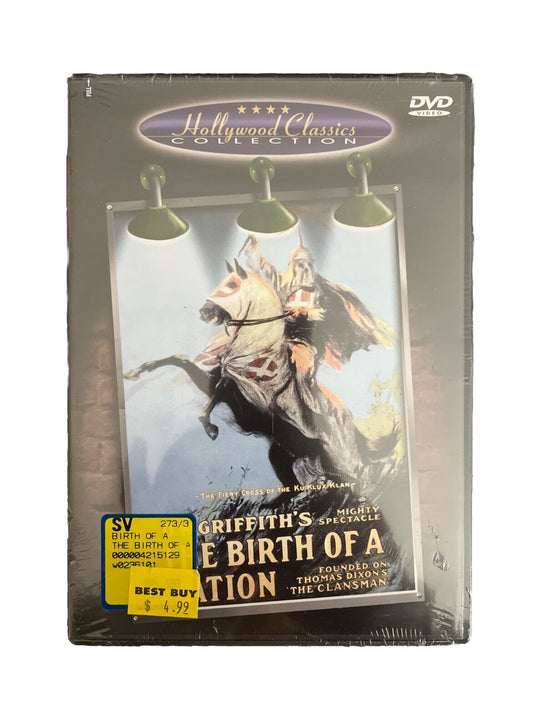 PULL→
★★★★
DVD
VIDEO
Hollywood Classics
COLLECTION
THE FIERY CROSS OF THE KU KLUX KLAN
GRIFFITH'S MIGHTY SPECTACLE
E BIRTH OF A
ATION
FOUNDED ON
THOMAS DIXON'S
"THE CLANSMAN"
SV 273/3
BIRTH OF A
THE BIRTH OF A
000004215129
W0236101
BEST BUY
$ 4.99